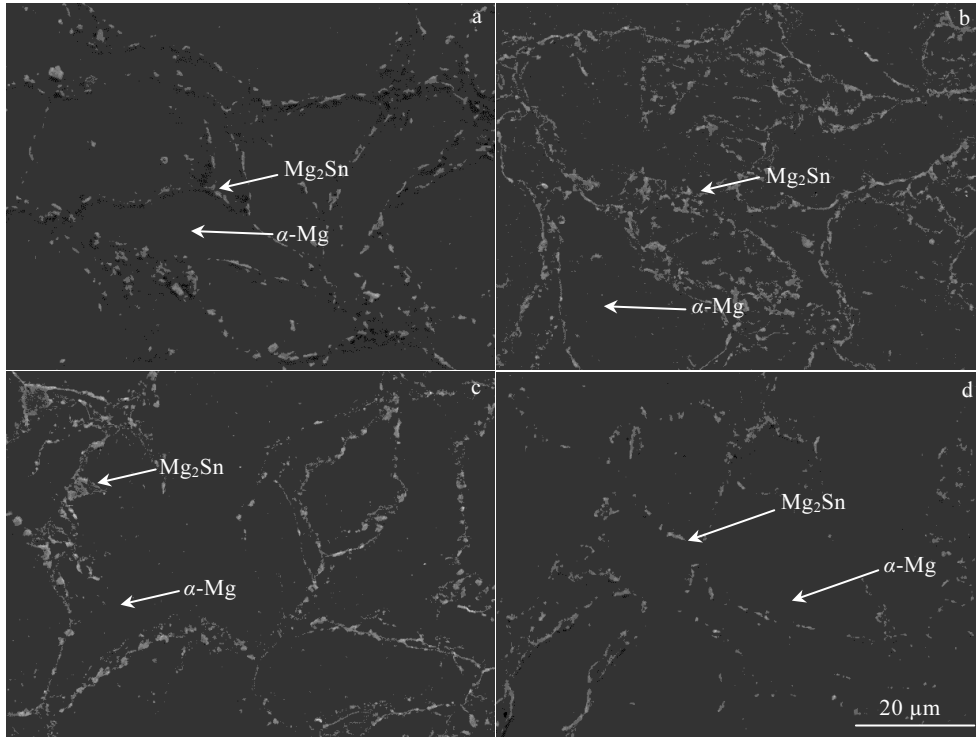 a
Mg₂Sn
α-Mg
b
Mg₂Sn
α-Mg
c
Mg₂Sn
α-Mg
d
Mg₂Sn
α-Mg
20 μm